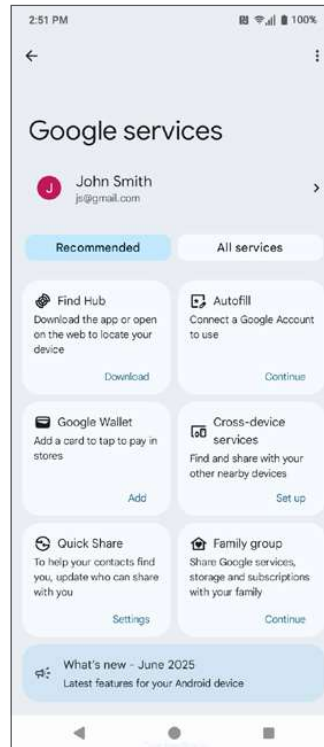 2:51 PM
100%
Google services
J
John Smith
js@gmail.com
Recommended
All services
Find Hub
Download the app or open
on the web to locate your
device
Download
Autofill
Connect a Google Account
to use
Continue
Google Wallet
Add a card to tap to pay in
stores
Add
Cross-device
services
Find and share with your
other nearby devices
Set up
Quick Share
To help your contacts find
you, update who can share
with you
Settings
Family group
Share Google services,
storage and subscriptions
with your family
Continue
What's new - June 2025
Latest features for your Android device